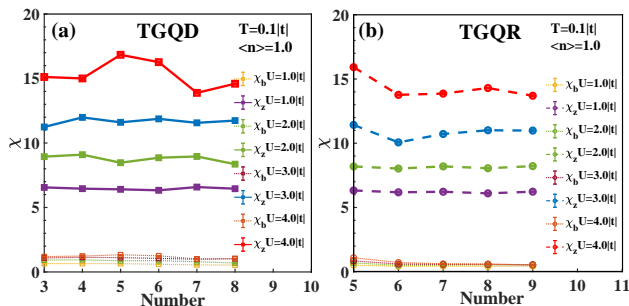 (a) TGQD T=0.1|t|
<n>=1.0
χ_b U=1.0|t|
χ_z U=1.0|t|
χ_b U=2.0|t|
χ_z U=2.0|t|
χ_b U=3.0|t|
χ_z U=3.0|t|
χ_b U=4.0|t|
χ_z U=4.0|t|
20
15
10
5
0
χ
3 4 5 6 7 8 9 10
Number
(b) TGQR T=0.1|t|
<n>=1.0
χ_b U=1.0|t|
χ_z U=1.0|t|
χ_b U=2.0|t|
χ_z U=2.0|t|
χ_b U=3.0|t|
χ_z U=3.0|t|
χ_b U=4.0|t|
χ_z U=4.0|t|
20
15
10
5
0
χ
5 6 7 8 9 10 11
Number